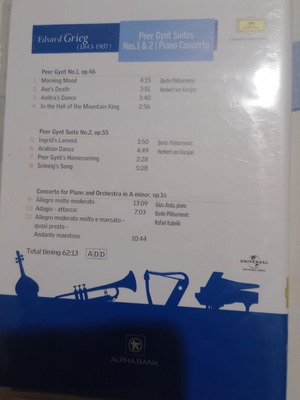 Edvard Grieg
(1843-1907)
Peer Gynt Suites
Nos.1 & 2 | Piano Concerto
Peer Gynt No.1, op.46
1 Morning Mood 4:15 Berlin Philharmonic
2 Ase's Death 3:51 Herbert von Karajan
3 Anitra's Dance 3:40
4 In the Hall of the Mountain King 2:56
Peer Gynt Suite No.2, op.55
5 Ingrid's Lament 3:50 Berlin Philharmonic
6 Arabian Dance 4:49 Herbert von Karajan
7 Peer Gynt's Homecoming 2:28
8 Solveig's Song 5:10
Concerto for Piano and Orchestra in A minor, op.16
9 Allegro molto moderato 13:09 Géza Anda, piano
10 Adagio - attacca: 7:03 Berlin Philharmonic
11 Allegro moderato molto e marcato - Rafael Kubelik
quasi presto -
Andante maestoso 10:44
Total timing 62:13 ADD
UNIVERSAL
ALPHA BANK